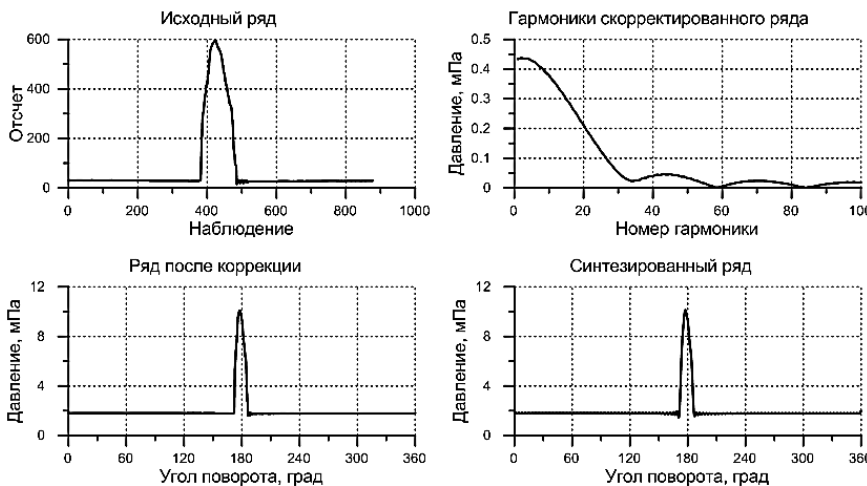 Исходный ряд
Отсчет
600
400
200
0
0 200 400 600 800 1000
Наблюдение
Гармоники скорректированного ряда
Давление, мПа
0.5
0.4
0.3
0.2
0.1
0
0 20 40 60 80 100
Номер гармоники
Ряд после коррекции
Давление, мПа
12
8
4
0
0 60 120 180 240 300 360
Угол поворота, град
Синтезированный ряд
Давление, мПа
12
8
4
0
0 60 120 180 240 300 360
Угол поворота, град